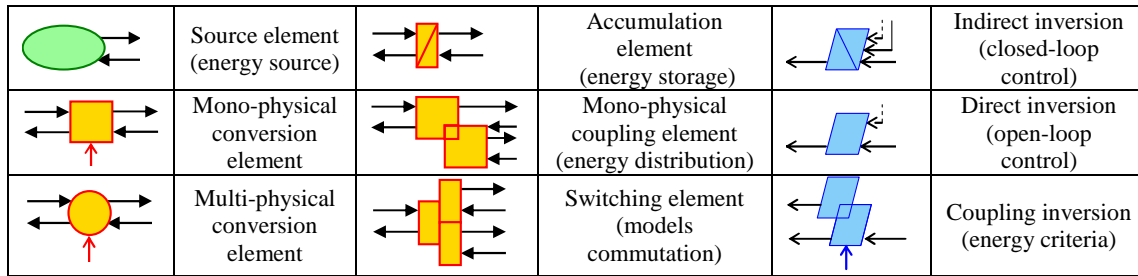 Source element
(energy source)
Accumulation
element
(energy storage)
Indirect inversion
(closed-loop
control)
Mono-physical
conversion
element
Mono-physical
coupling element
(energy distribution)
Direct inversion
(open-loop
control)
Multi-physical
conversion
element
Switching element
(models
commutation)
Coupling inversion
(energy criteria)